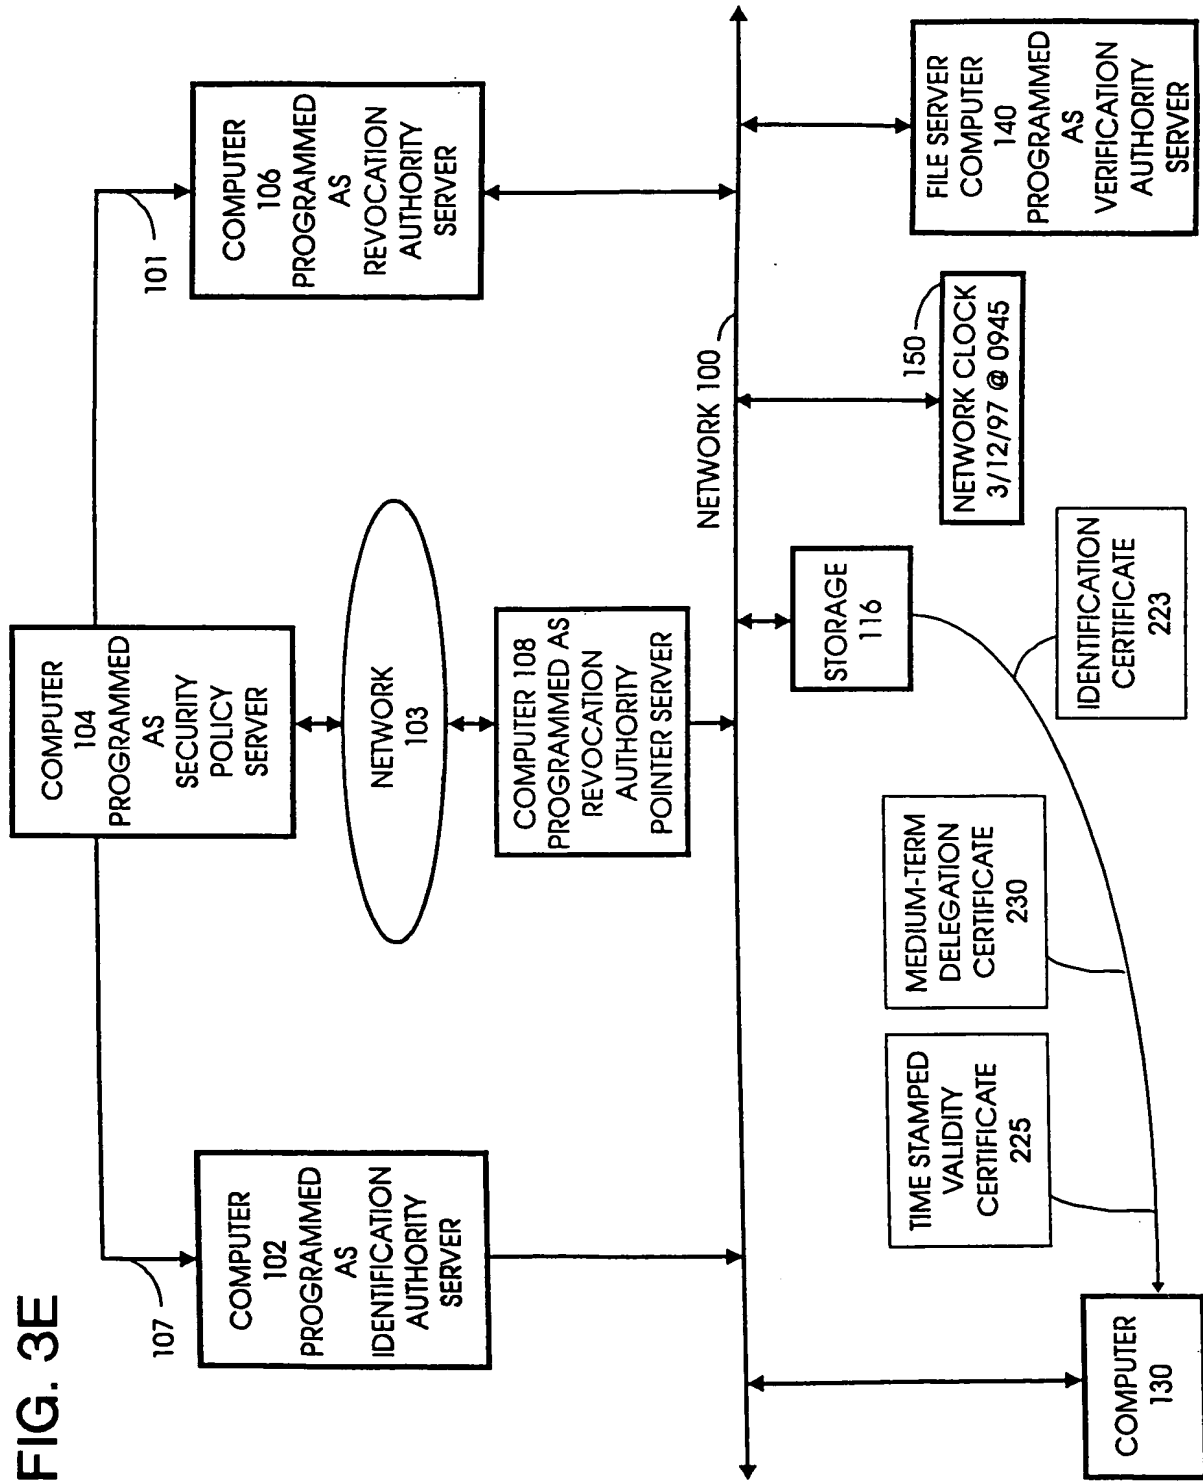 FIG. 3E
COMPUTER
104
PROGRAMMED
AS
SECURITY
POLICY
SERVER
107
101
COMPUTER
102
PROGRAMMED
AS
IDENTIFICATION
AUTHORITY
SERVER
NETWORK
103
COMPUTER
106
PROGRAMMED
AS
REVOCATION
AUTHORITY
SERVER
COMPUTER 108
PROGRAMMED AS
REVOCATION
AUTHORITY
POINTER SERVER
NETWORK 100
STORAGE
116
150
NETWORK CLOCK
3/12/97 @ 0945
FILE SERVER
COMPUTER
140
PROGRAMMED
AS
VERIFICATION
AUTHORITY
SERVER
TIME STAMPED
VALIDITY
CERTIFICATE
225
MEDIUM-TERM
DELEGATION
CERTIFICATE
230
IDENTIFICATION
CERTIFICATE
223
COMPUTER
130